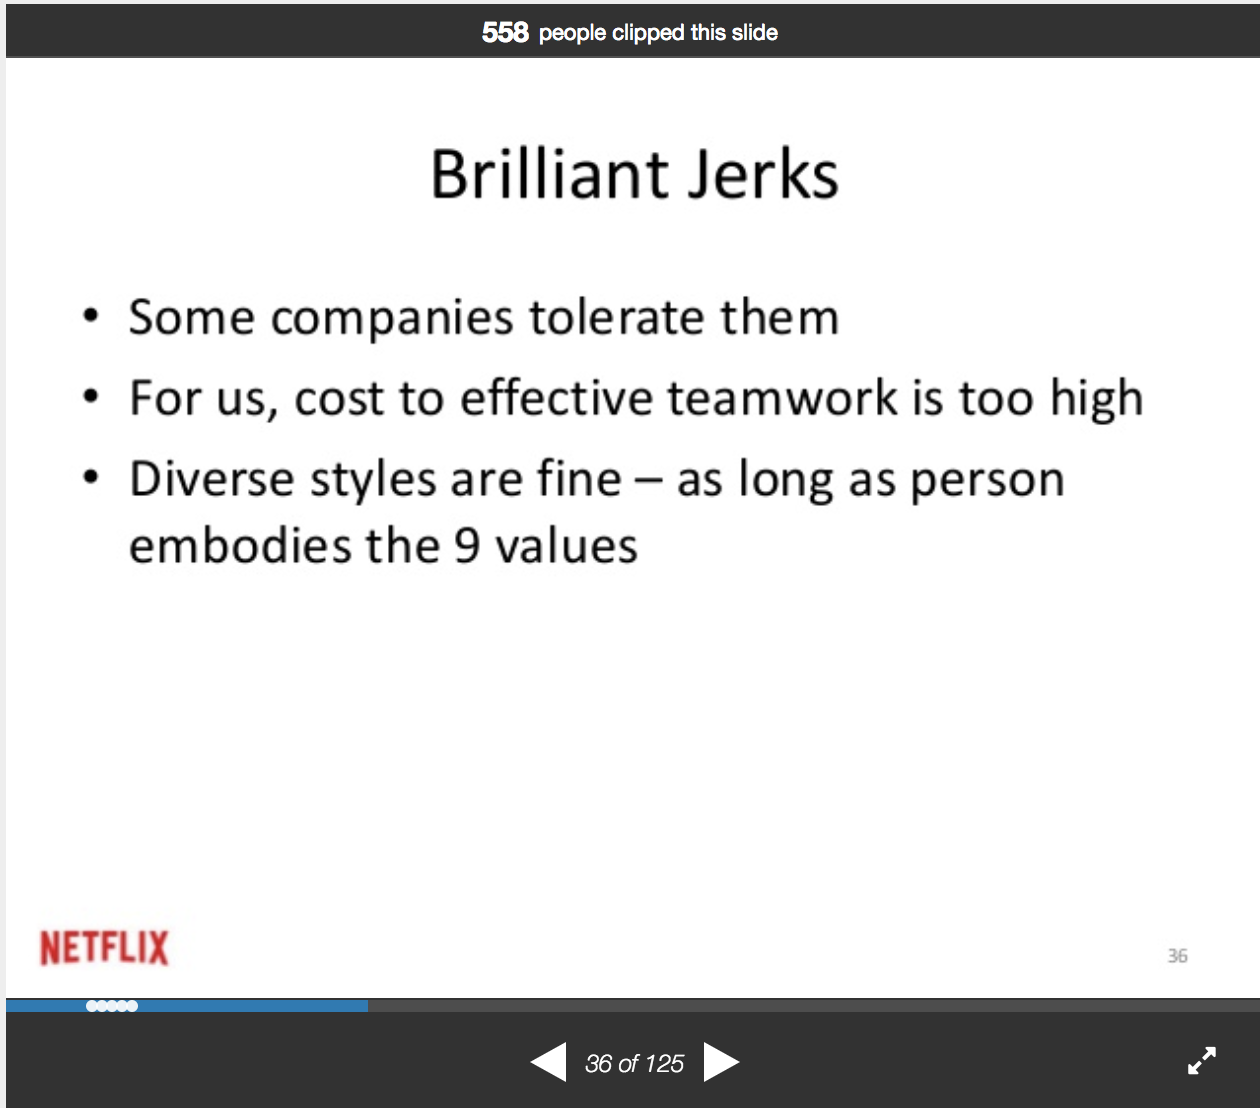 558 people clipped this slide
Brilliant Jerks
• Some companies tolerate them
• For us, cost to effective teamwork is too high
• Diverse styles are fine – as long as person
embodies the 9 values
NETFLIX
36
36 of 125